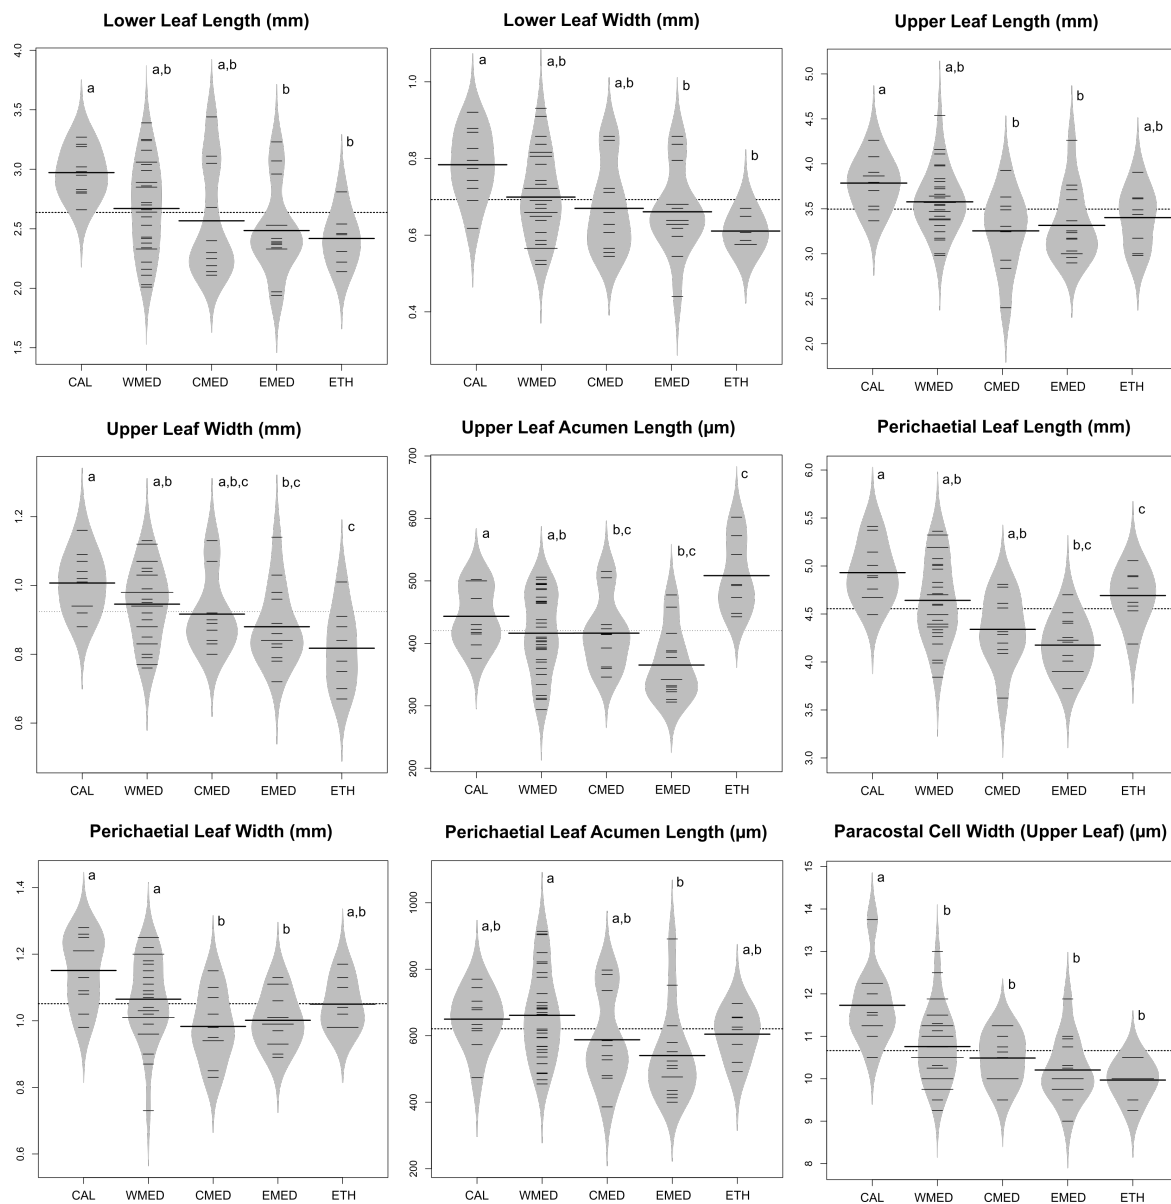 Lower Leaf Length (mm)
4.0
3.5
3.0
2.5
2.0
1.5
a
a,b
a,b
b
b
CAL WMED CMED EMED ETH
Lower Leaf Width (mm)
1.0
0.8
0.6
0.4
a
a,b
a,b
b
b
CAL WMED CMED EMED ETH
Upper Leaf Length (mm)
5.0
4.5
4.0
3.5
3.0
2.5
2.0
a
a,b
b
b
a,b
CAL WMED CMED EMED ETH
Upper Leaf Width (mm)
1.2
1.0
0.8
0.6
a
a,b
a,b,c
b,c
c
CAL WMED CMED EMED ETH
Upper Leaf Acumen Length (µm)
700
600
500
400
300
200
a
a,b
b,c
b,c
c
CAL WMED CMED EMED ETH
Perichaetial Leaf Length (mm)
6.0
5.5
5.0
4.5
4.0
3.5
3.0
a
a,b
a,b
b,c
c
CAL WMED CMED EMED ETH
Perichaetial Leaf Width (mm)
1.4
1.2
1.0
0.8
0.6
a
a
b
b
a,b
CAL WMED CMED EMED ETH
Perichaetial Leaf Acumen Length (µm)
1000
800
600
400
200
a,b
a
a,b
b
a,b
CAL WMED CMED EMED ETH
Paracostal Cell Width (Upper Leaf) (µm)
15
14
13
12
11
10
9
8
a
b
b
b
b
CAL WMED CMED EMED ETH